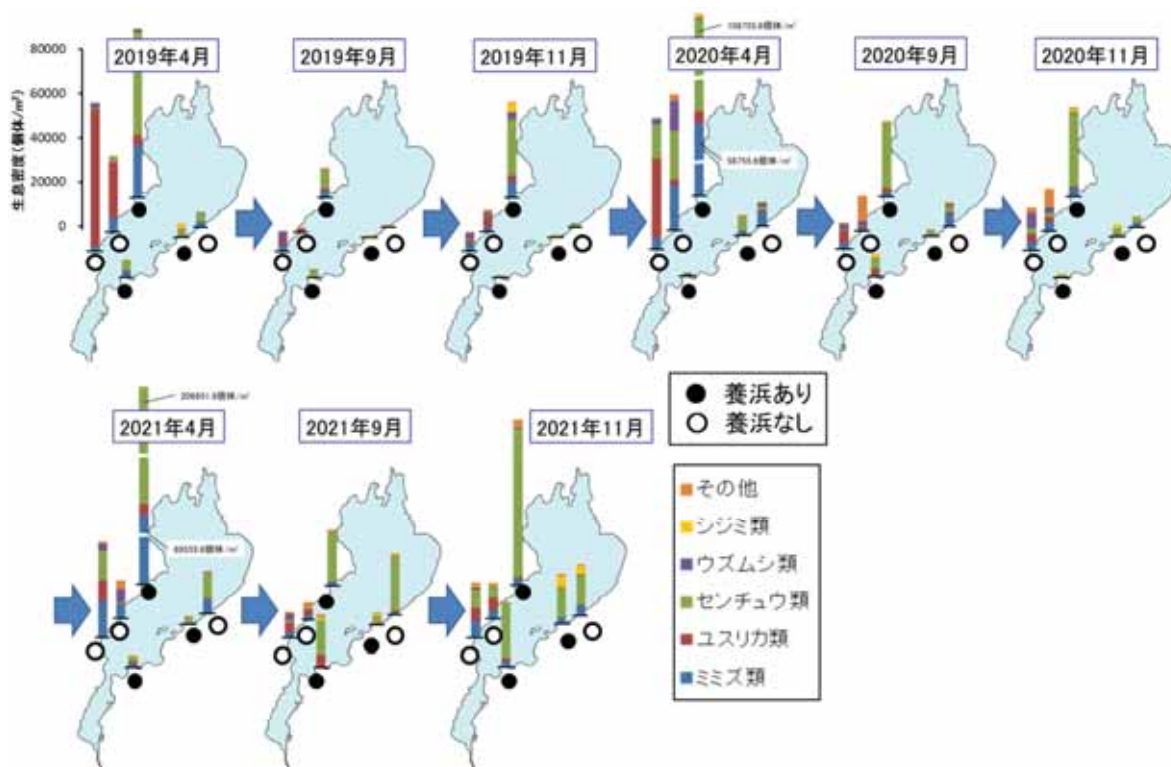 80000
60000
40000
20000
0
生息密度(個体/㎡)
2019年4月
2019年9月
2019年11月
2020年4月
2020年9月
2020年11月
2021年4月
2021年9月
2021年11月
● 養浜あり
○ 養浜なし
その他
シジミ類
ウズムシ類
センチュウ類
ユスリカ類
ミミズ類